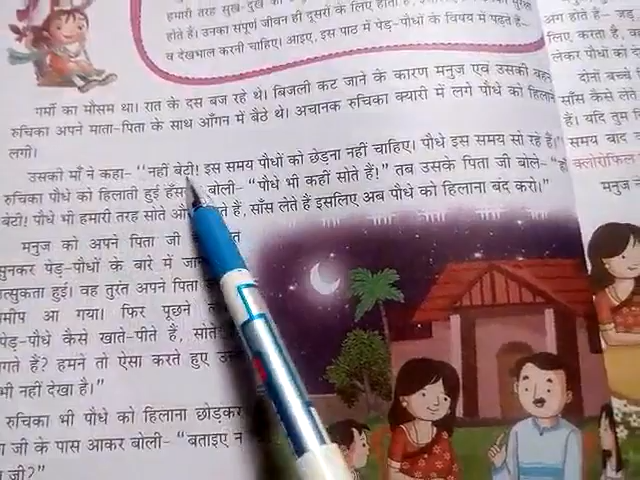 हमारी तरह सुख-दुख का
होते हैं। उनका संपूर्ण जीवन ही दूसरों के लिए होता है,
व देखभाल करनी चाहिए। आइए, इस पाठ में पेड़-पौधों के विषय में पढ़ते हैं-
गर्मी का मौसम था। रात के दस बज रहे थे। बिजली कट जाने के कारण मनुज एवं उसकी बहन
रुचिका अपने माता-पिता के साथ आँगन में बैठे थे। अचानक रुचिका क्यारी में लगे पौधे को हिलाने
लगी।
उसकी माँ ने कहा- "नहीं बेटी! इस समय पौधों को छेड़ना नहीं चाहिए। पौधे इस समय सो रहे हैं।"
रुचिका पौधे को हिलाती हुई बोली- "पौधे भी कहीं सोते हैं!" तब उसके पिता जी बोले- "हाँ
बेटी! पौधे भी हमारी तरह सोते हैं, साँस लेते हैं इसलिए अब पौधे को हिलाना बंद करो।"
मनुज को अपने पिता जी
सुनकर पेड़-पौधों के बारे में
उत्सुकता हुई। वह तुरंत अपने पिता
समीप आ गया। फिर पूछने
पेड़-पौधे कैसे खाते-पीते हैं, सोते
हैं? हमने तो ऐसा करते हुए
भी नहीं देखा है।"
रुचिका भी पौधे को हिलाना छोड़कर
जी के पास आकर बोली- "बताइए न
जी?"
अंग होते हैं- जड़
लिए करता है,
लेकर पौधों को
दोनों बच्चे
साँस कैसे लेते
हैं। यदि तुम
समय बाद
क्लोरोफिल
मनुज ने